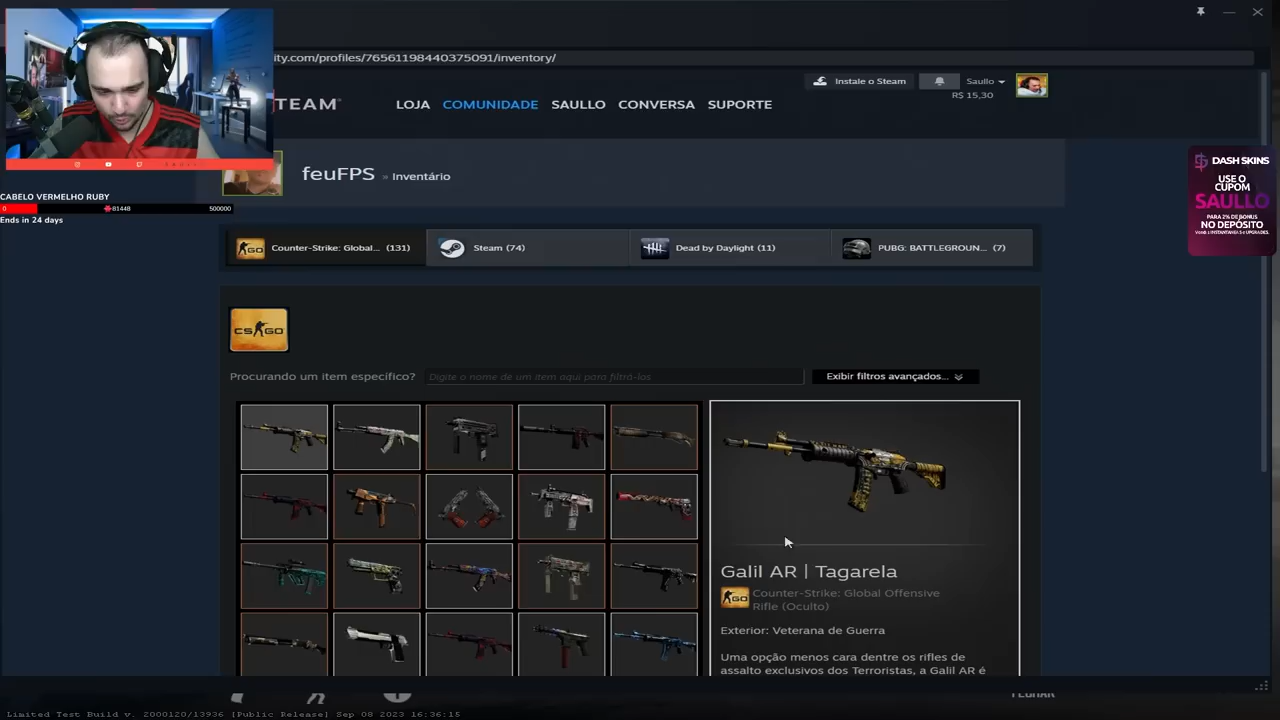 ity.com/profiles/76561198440375091/inventory/
Instale o Steam
Saullo
R$ 15,30
TEAM®
LOJA COMUNIDADE SAULLO CONVERSA SUPORTE
feuFPS » Inventário
CABELO VERMELHO RUBY
0 81448 500000
Ends in 24 days
DASH SKINS
USE O
CUPOM
SAULLO
PARA 2% DE BONUS
NO DEPÓSITO
Counter-Strike: Global... (131)
Steam (74)
Dead by Daylight (11)
PUBG: BATTLEGROUN... (7)
CS GO
Procurando um item específico?
Digite o nome de um item aqui para filtrá-los
Exibir filtros avançados...
Galil AR | Tagarela
GO
Counter-Strike: Global Offensive
Rifle (Oculto)
Exterior: Veterana de Guerra
Uma opção menos cara dentre os rifles de
assalto exclusivos dos Terroristas, a Galil AR é
FECHAR
Limited Test Build v. 2000120/13936 [Public Release] Sep 08 2023 16:36:15